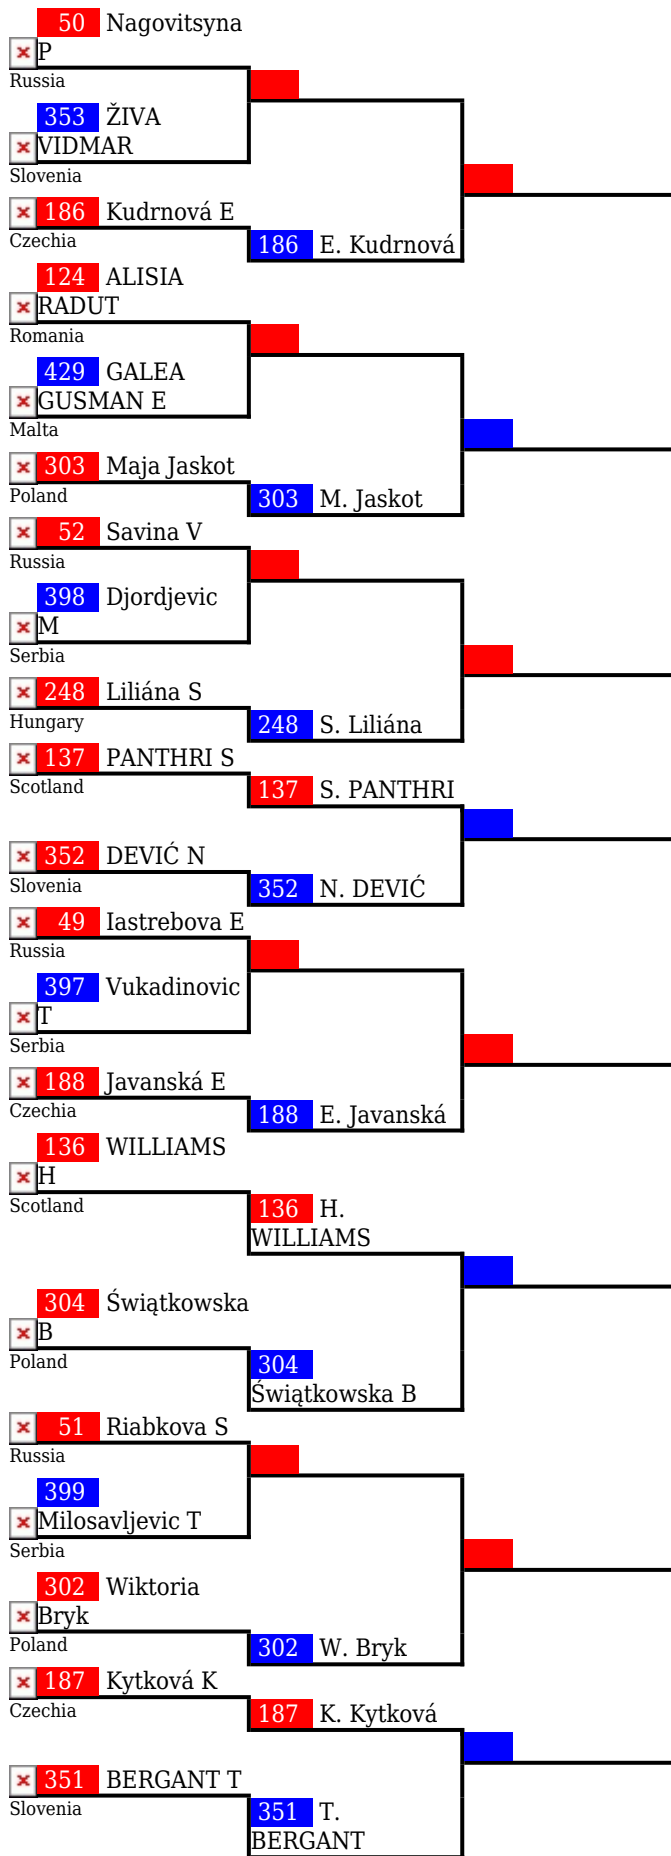 50 Nagovitsyna
P
Russia
353 ŽIVA
VIDMAR
Slovenia
186 Kudrnová E
Czechia
186 E. Kudrnová
124 ALISIA
RADUT
Romania
429 GALEA
GUSMAN E
Malta
303 Maja Jaskot
Poland
303 M. Jaskot
52 Savina V
Russia
398 Djordjevic
M
Serbia
248 Liliána S
Hungary
248 S. Liliána
137 PANTHRI S
Scotland
137 S. PANTHRI
352 DEVIĆ N
Slovenia
352 N. DEVIĆ
49 Iastrebova E
Russia
397 Vukadinovic
T
Serbia
188 Javanská E
Czechia
188 E. Javanská
136 WILLIAMS
H
Scotland
136 H.
WILLIAMS
304 Świątkowska
B
Poland
304
Świątkowska B
51 Riabkova S
Russia
399
Milosavljevic T
Serbia
302 Wiktoria
Bryk
Poland
302 W. Bryk
187 Kytková K
Czechia
187 K. Kytková
351 BERGANT T
Slovenia
351 T.
BERGANT